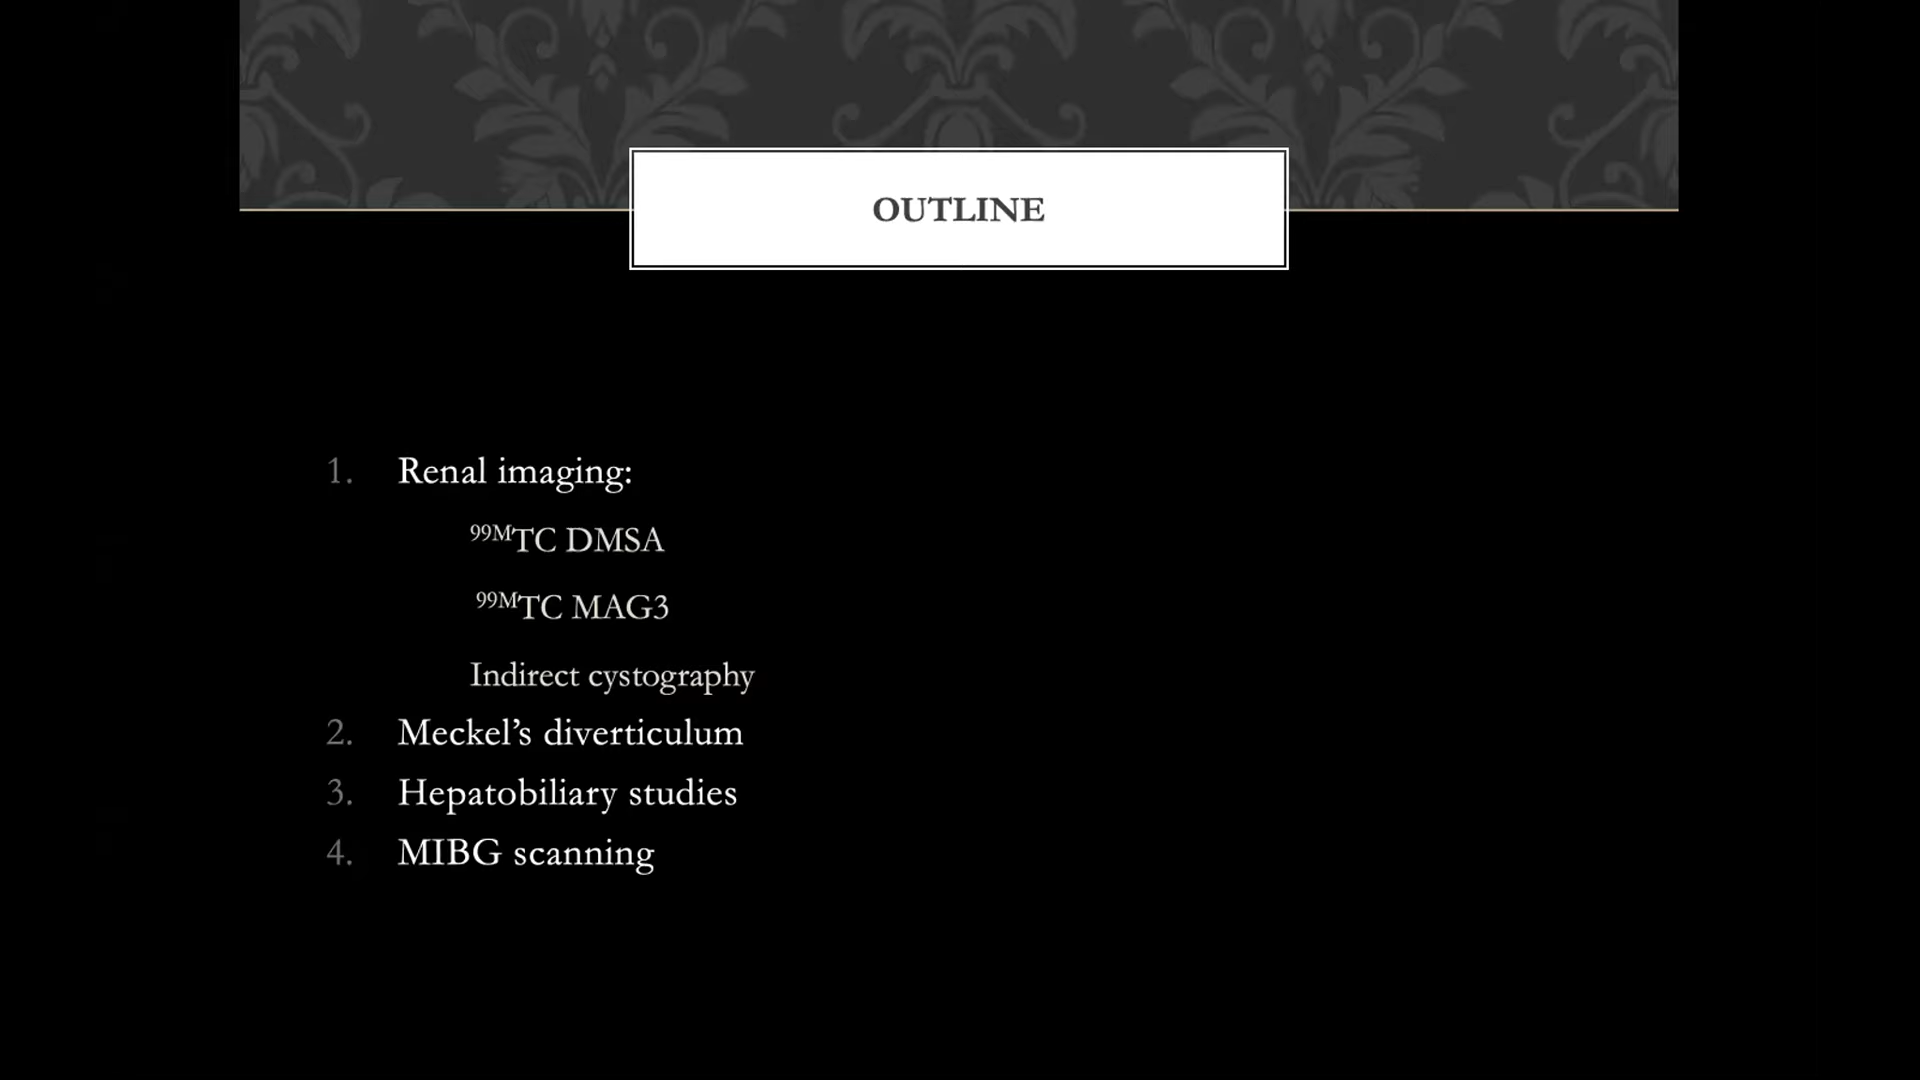 OUTLINE
1. Renal imaging:
99MTC DMSA
99MTC MAG3
Indirect cystography
2. Meckel’s diverticulum
3. Hepatobiliary studies
4. MIBG scanning